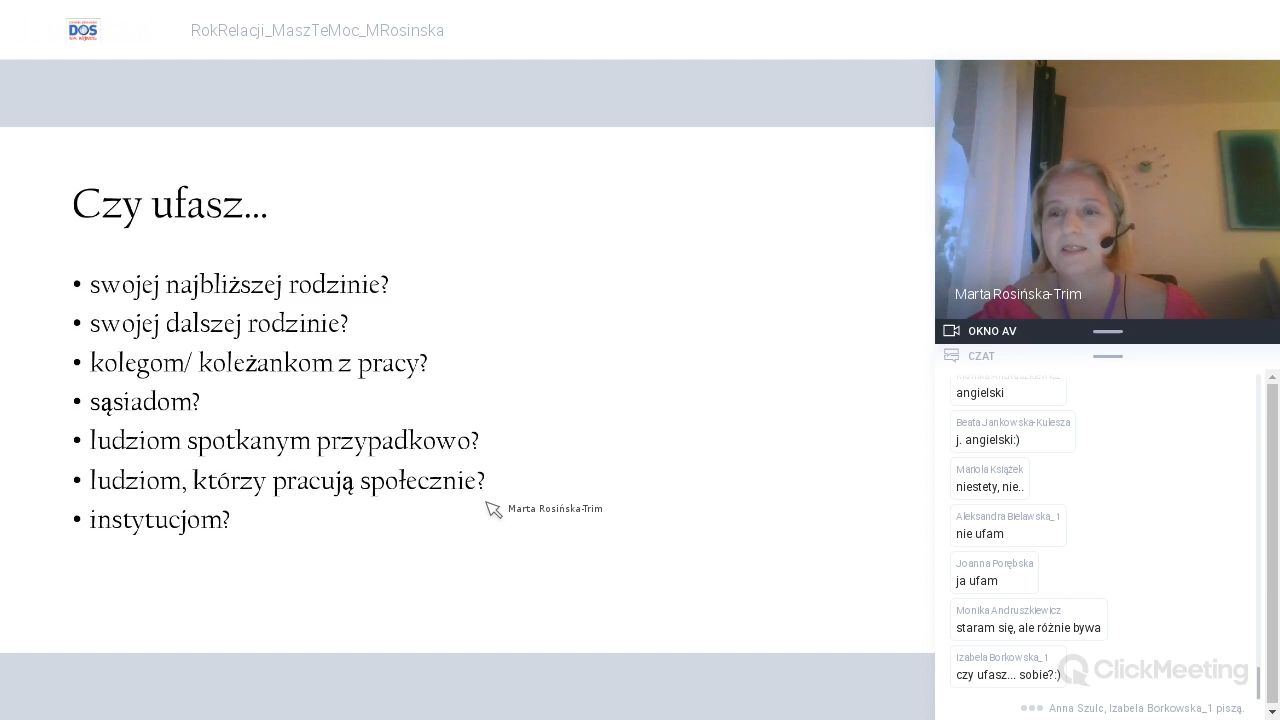 DOS
RokRelacji_MaszTeMoc_MRosinska
Czy ufasz...
• swojej najbliższej rodzinie?
• swojej dalszej rodzinie?
• kolegom/ koleżankom z pracy?
• sąsiadom?
• ludziom spotkanym przypadkowo?
• ludziom, którzy pracują społecznie?
• instytucjom?
Marta Rosińska-Trim
Marta Rosińska-Trim
OKNO AV
CZAT
Monika Andruszkiewicz
angielski
Beata Jankowska-Kulesza
j. angielski:)
Mariola Książek
niestety, nie..
Aleksandra Bielawska_1
nie ufam
Joanna Porębska
ja ufam
Monika Andruszkiewicz
staram się, ale różnie bywa
Izabela Borkowska_1
czy ufasz... sobie?:)
ClickMeeting
Anna Szulc, Izabela Borkowska_1 piszą.